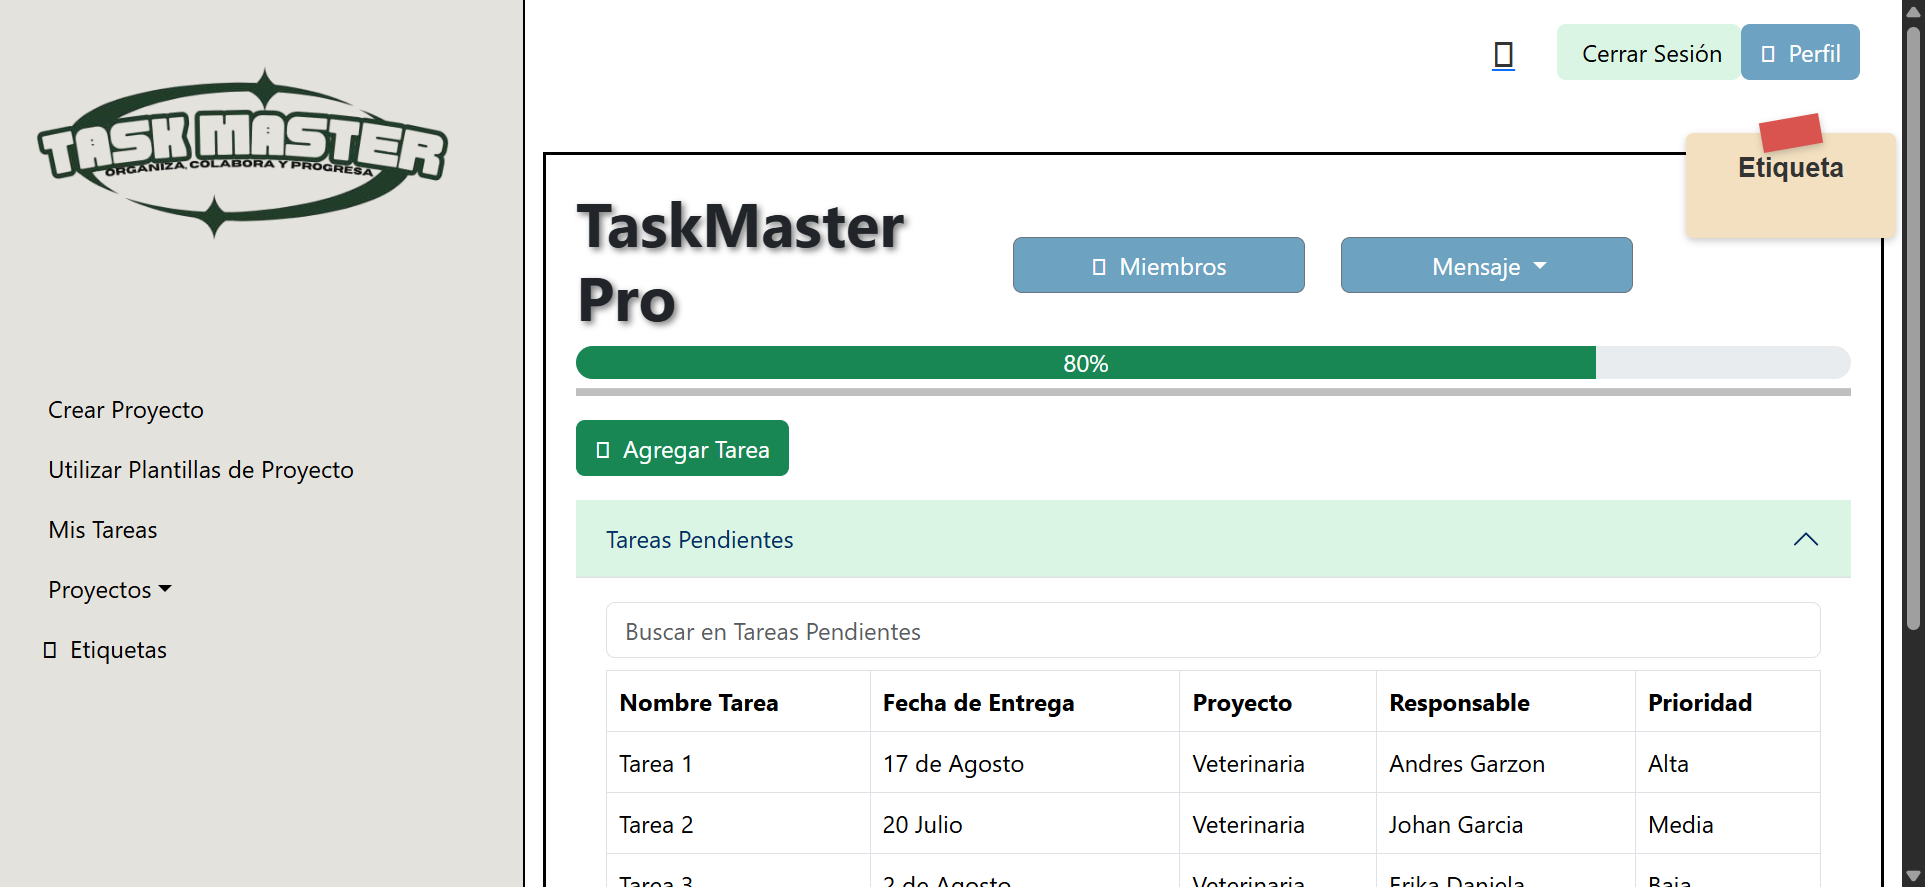 TASK MASTER
ORGANIZA, COLABORA Y PROGRESA
Crear Proyecto
Utilizar Plantillas de Proyecto
Mis Tareas
Proyectos
Etiquetas
Cerrar Sesión
Perfil
Etiqueta
TaskMaster
Pro
Miembros
Mensaje
80%
Agregar Tarea
Tareas Pendientes
Buscar en Tareas Pendientes
Nombre Tarea Fecha de Entrega Proyecto Responsable Prioridad
Tarea 1 17 de Agosto Veterinaria Andres Garzon Alta
Tarea 2 20 Julio Veterinaria Johan Garcia Media
Tarea 3 2 de Agosto Veterinaria Erika Daniela Baja